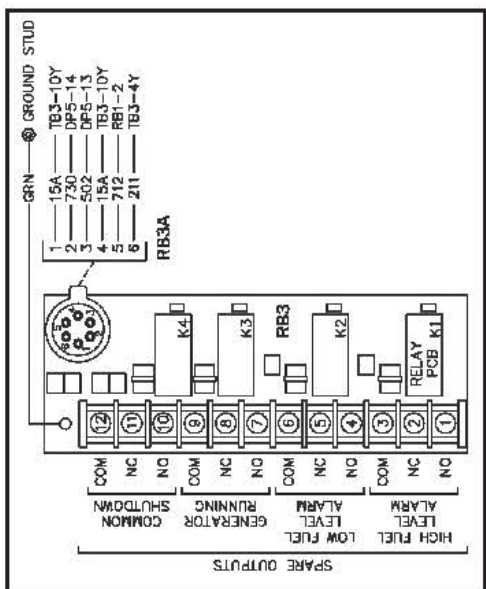 GROUND STUD
GRN
1 15A TB3-10Y
2 730 DP5-14
3 502 DP5-13
4 15A TB3-10Y
5 712 RB1-2
6 211 TB3-4Y
RB3A
RB3
K4
K3
K2
K1
RELAY
PCB
12 COM
11 NC
10 NO
9 COM
8 NC
7 NO
6 COM
5 NC
4 NO
3 COM
2 NC
1 NO
COMMON
SHUTDOWN
GENERATOR
RUNNING
LOW FUEL
LEVEL
ALARM
HIGH FUEL
LEVEL
ALARM
SPARE OUTPUTS